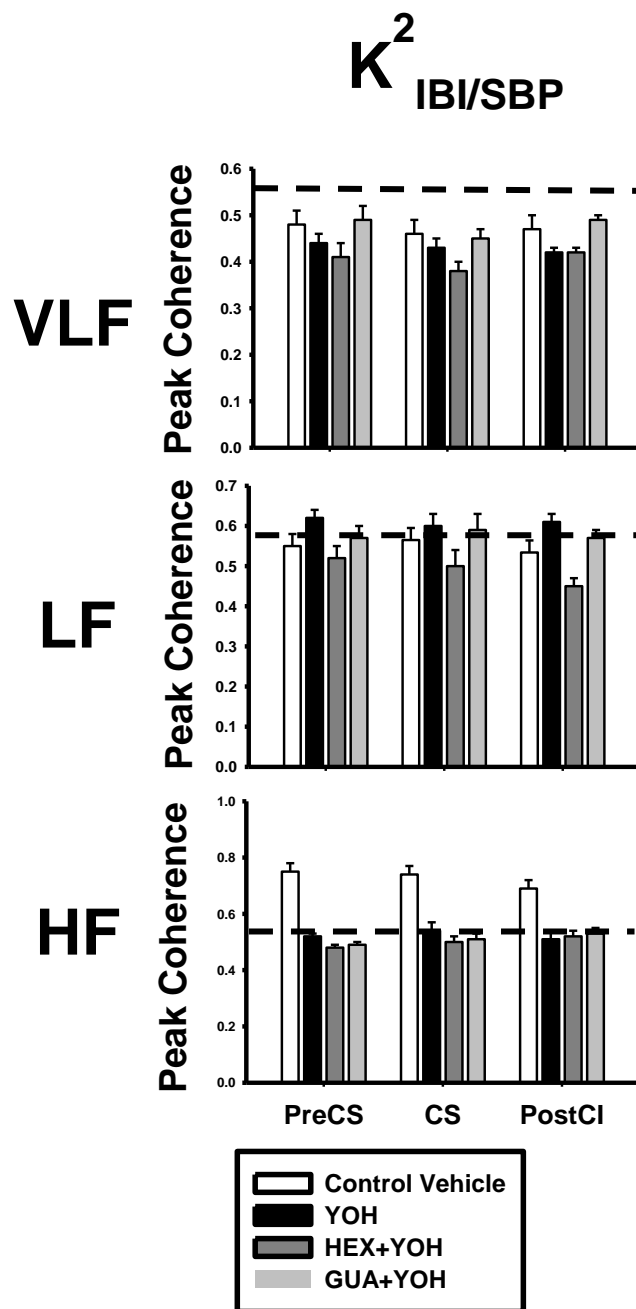 K2
IBI/SBP
VLF
Peak Coherence
0.6
0.5
0.4
0.3
0.2
0.1
0.0
LF
Peak Coherence
0.7
0.6
0.5
0.4
0.3
0.2
0.1
0.0
HF
Peak Coherence
1.0
0.8
0.6
0.4
0.2
0.0
PreCS CS PostCI
Control Vehicle
YOH
HEX+YOH
GUA+YOH